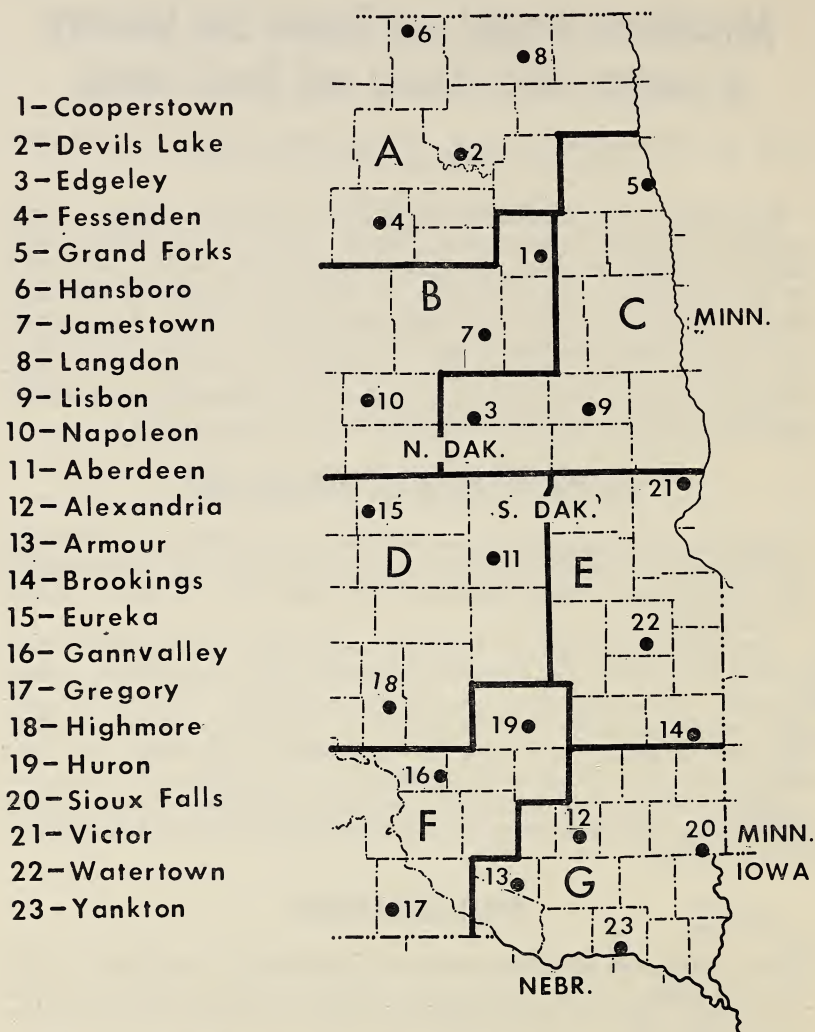 1–Cooperstown
2–Devils Lake
3–Edgeley
4–Fessenden
5–Grand Forks
6–Hansboro
7–Jamestown
8–Langdon
9–Lisbon
10–Napoleon
11–Aberdeen
12–Alexandria
13–Armour
14–Brookings
15–Eureka
16–Gannvalley
17–Gregory
18–Highmore
19–Huron
20–Sioux Falls
21–Victor
22–Watertown
23–Yankton
6
8
A
2
5
4
1
B
C
MINN.
7
10
3
9
N. DAK.
21
15
S. DAK.
D
11
E
22
18
19
14
16
F
12
20
MINN.
IOWA
13
G
17
23
NEBR.